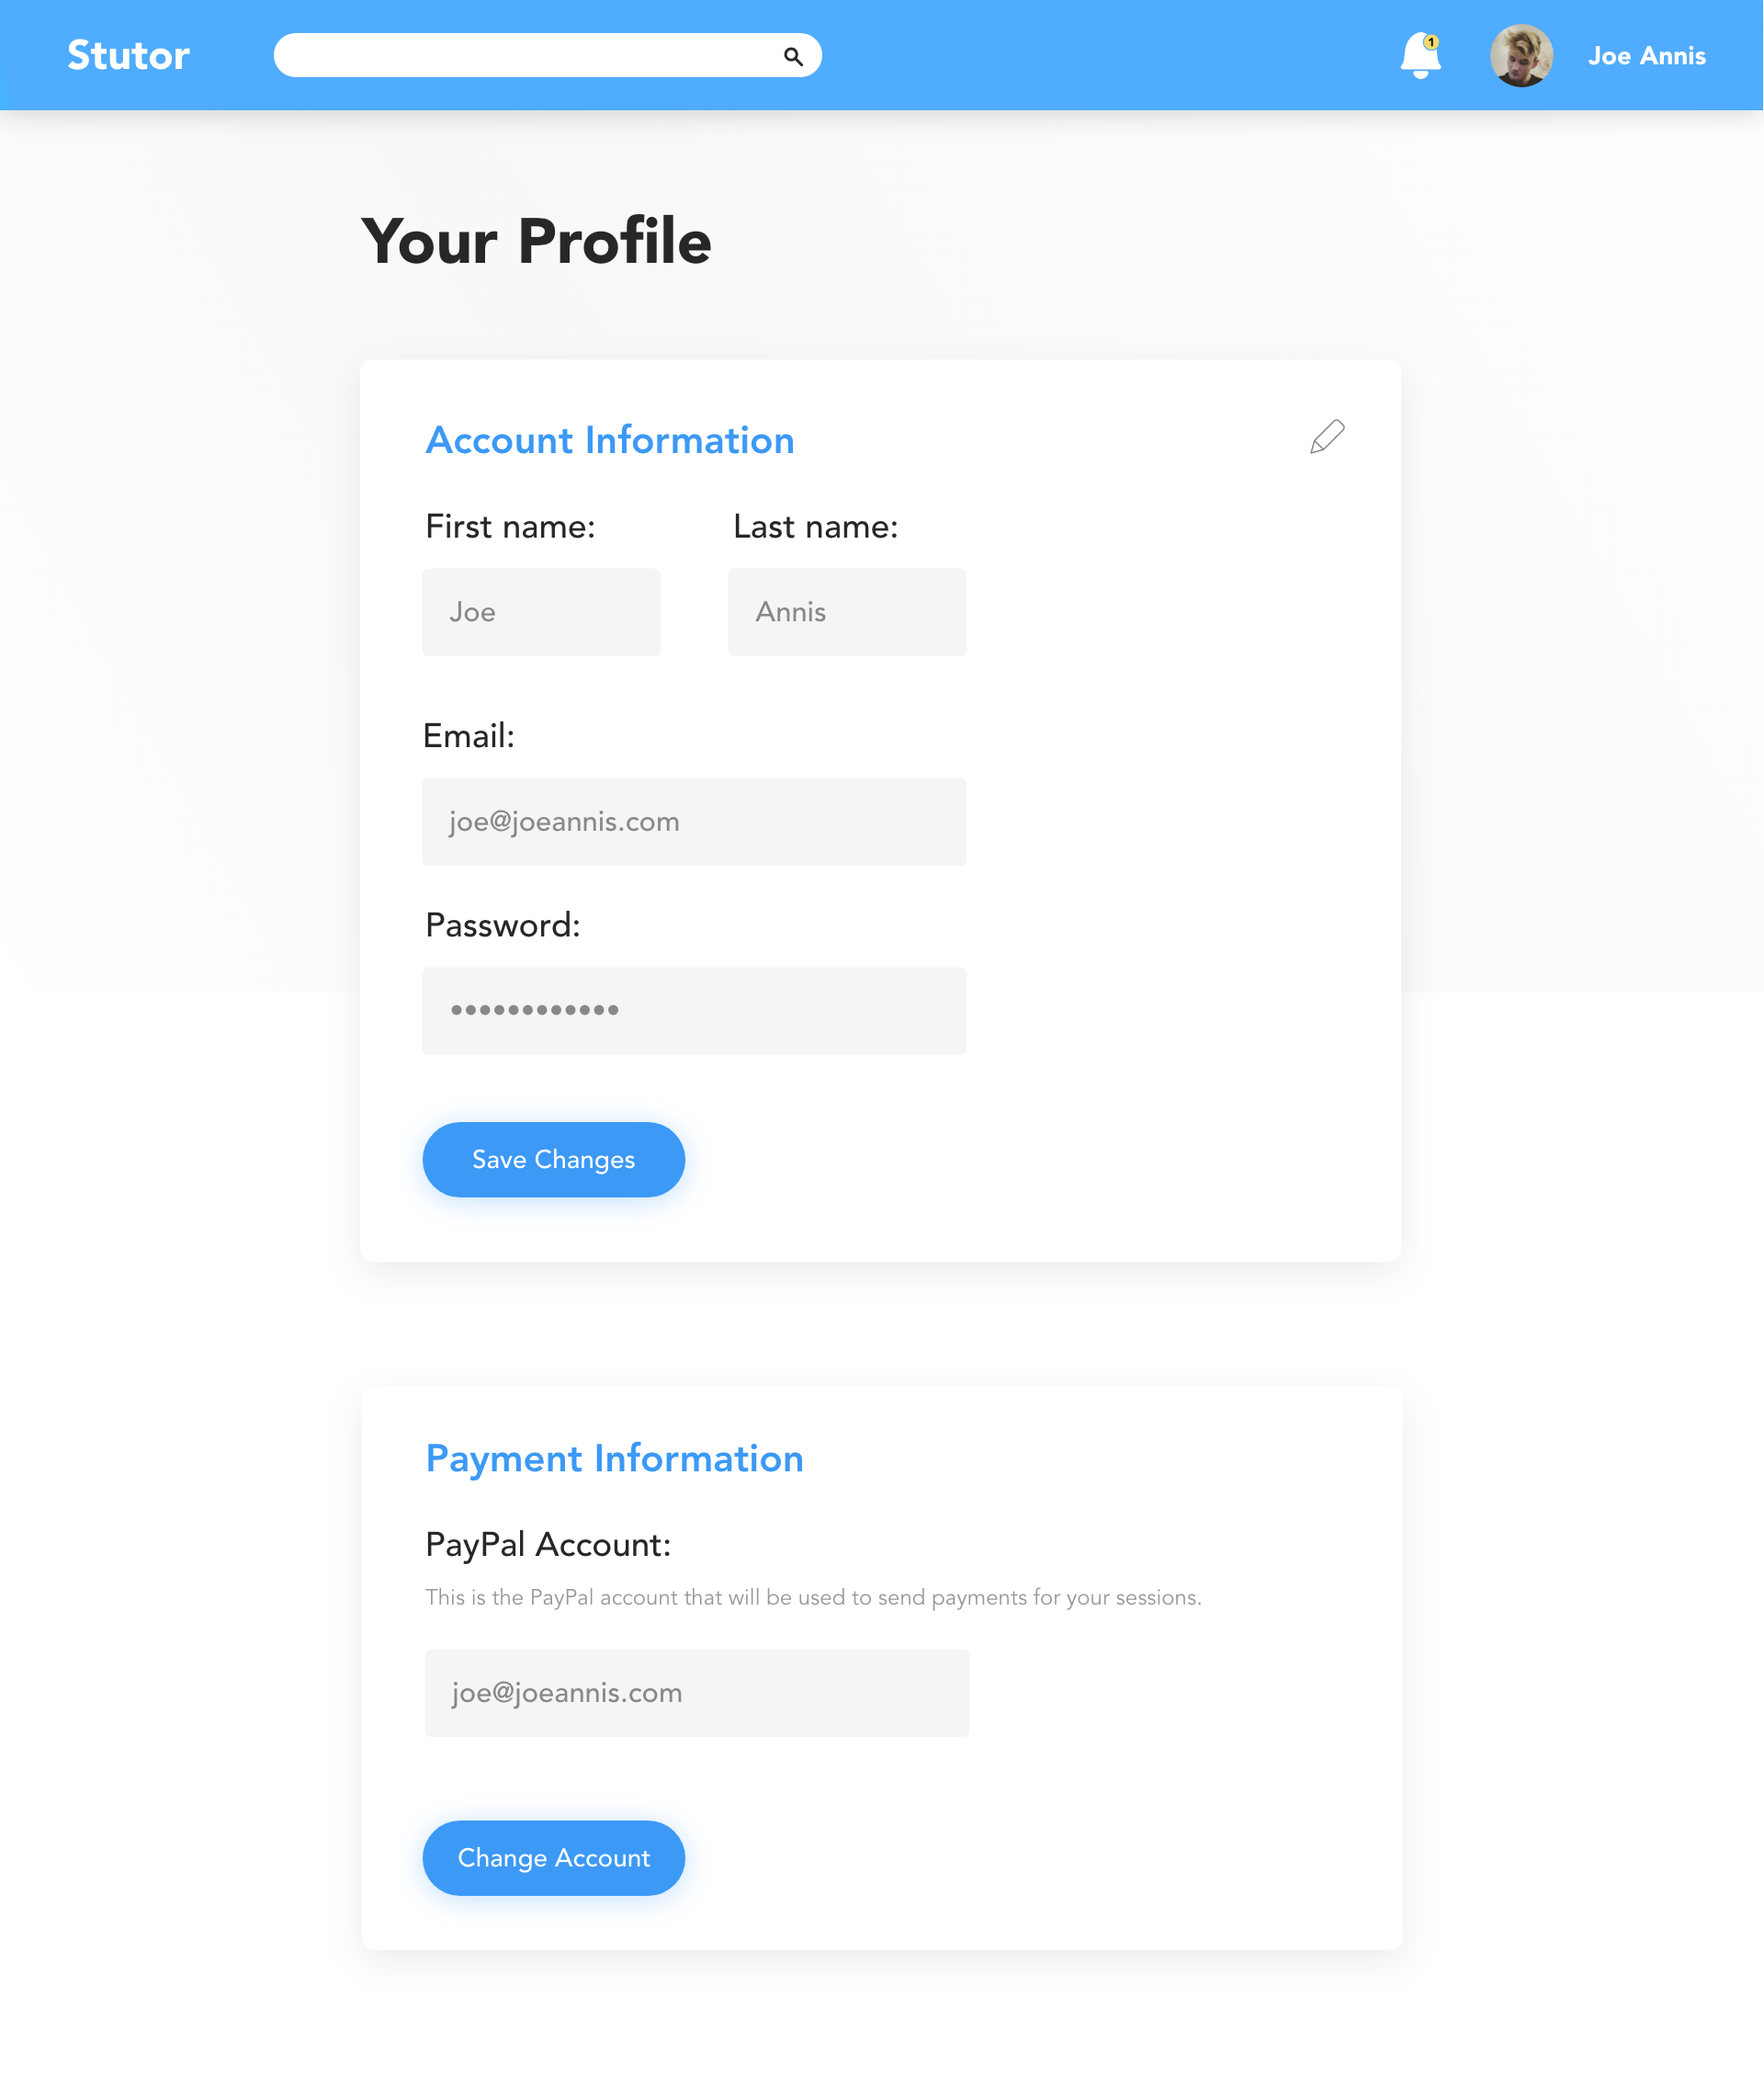 Stutor
1
Joe Annis
Your Profile
Account Information
First name: Last name:
Joe Annis
Email:
joe@joeannis.com
Password:
••••••••••••
Save Changes
Payment Information
PayPal Account:
This is the PayPal account that will be used to send payments for your sessions.
joe@joeannis.com
Change Account